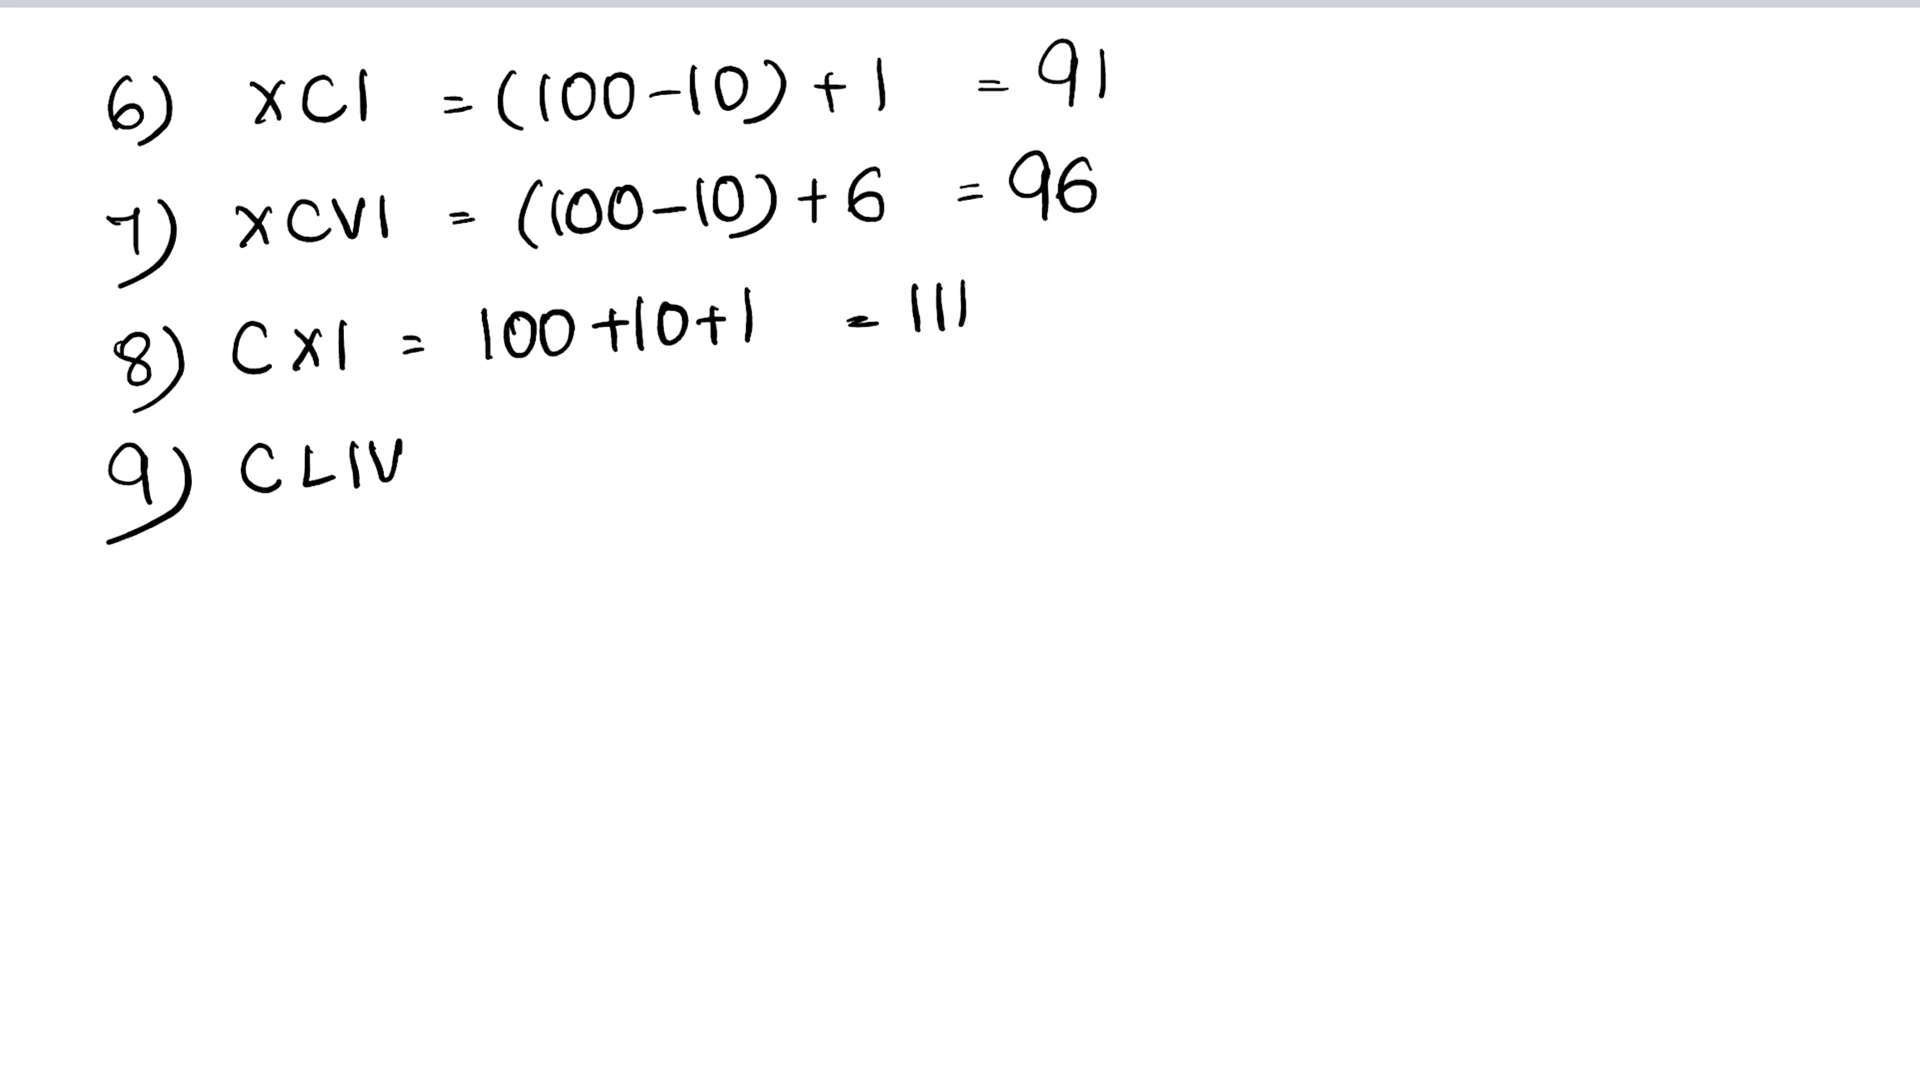 6) XCI = (100-10) + 1 = 91
7) XCVI = (100-10) + 6 = 96
8) CXI = 100 + 10 + 1 = 111
9) CLIV